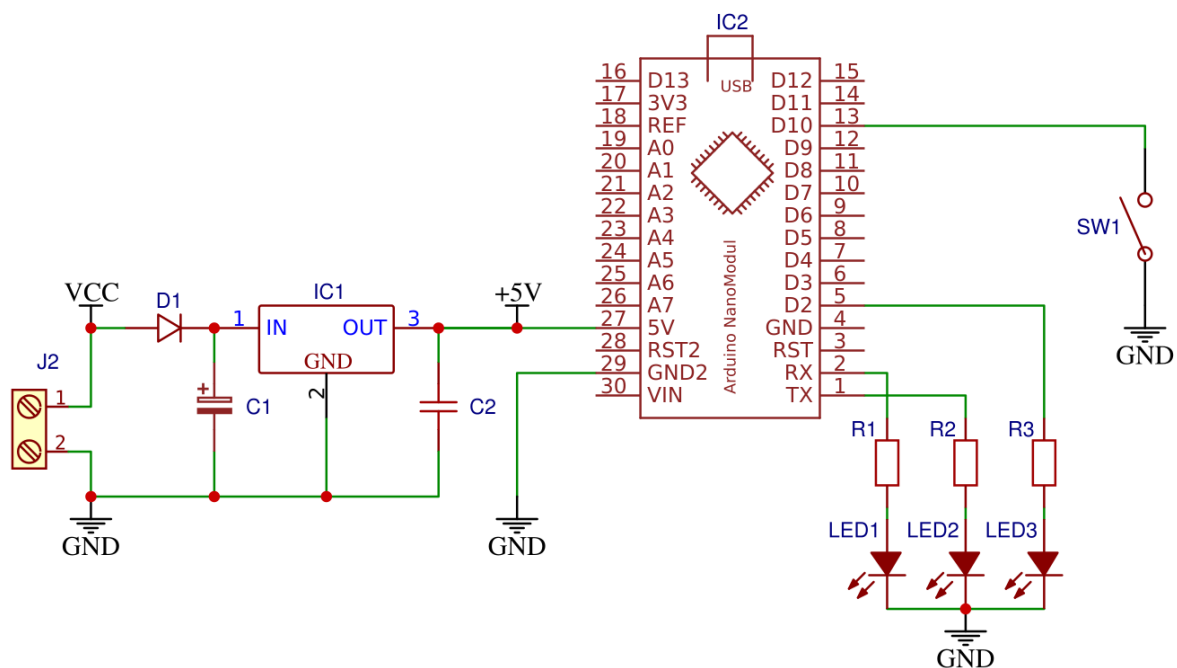 IC2
USB
16 D13 D12 15
17 3V3 D11 14
18 REF D10 13
19 A0 D9 12
20 A1 D8 11
21 A2 D7 10
22 A3 D6 9
23 A4 D5 8
24 A5 D4 7
25 A6 D3 6
26 A7 D2 5
27 5V GND 4
28 RST2 RST 3
29 GND2 RX 2
30 VIN TX 1
Arduino NanoModul
SW1
GND
VCC
D1
IC1
+5V
1 IN OUT 3
GND
2
J2
1
2
+
C1
C2
GND
GND
R1 R2 R3
LED1 LED2 LED3
GND